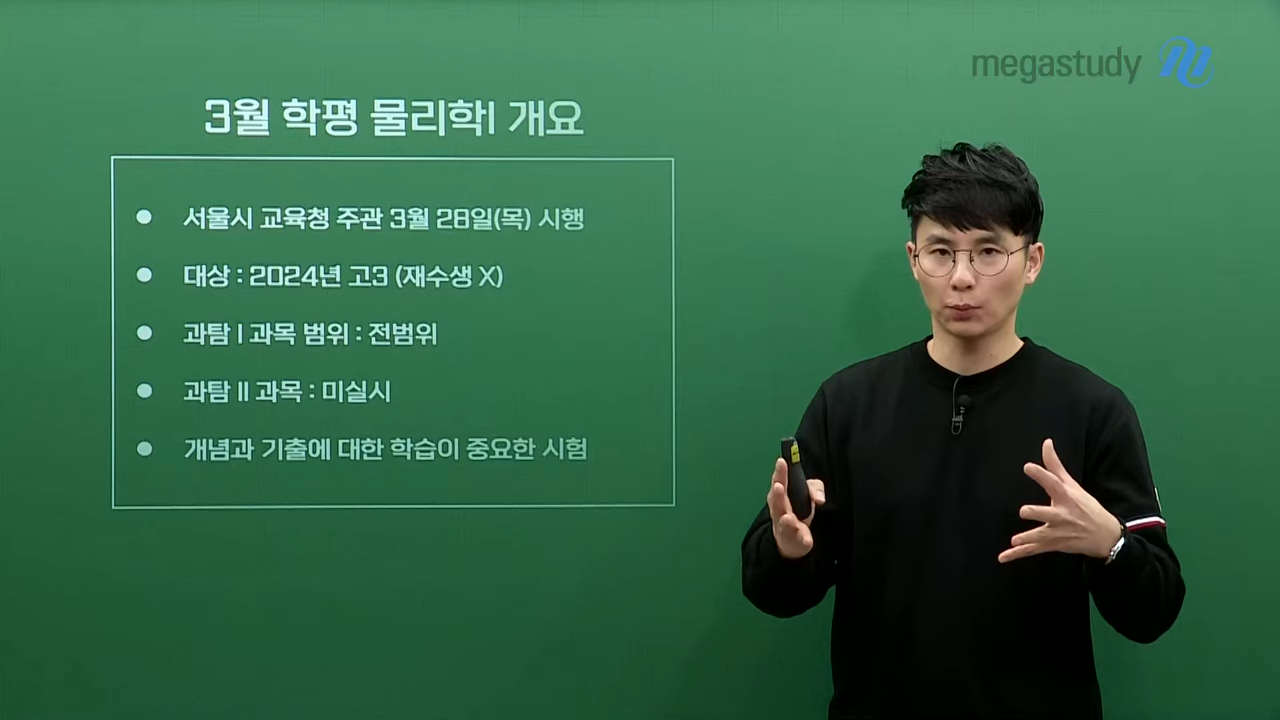 megastudy
3월 학평 물리학I 개요
서울시 교육청 주관 3월 28일(목) 시행
대상 : 2024년 고3 (재수생 X)
과탐 I 과목 범위 : 전범위
과탐 II 과목 : 미실시
개념과 기출에 대한 학습이 중요한 시험